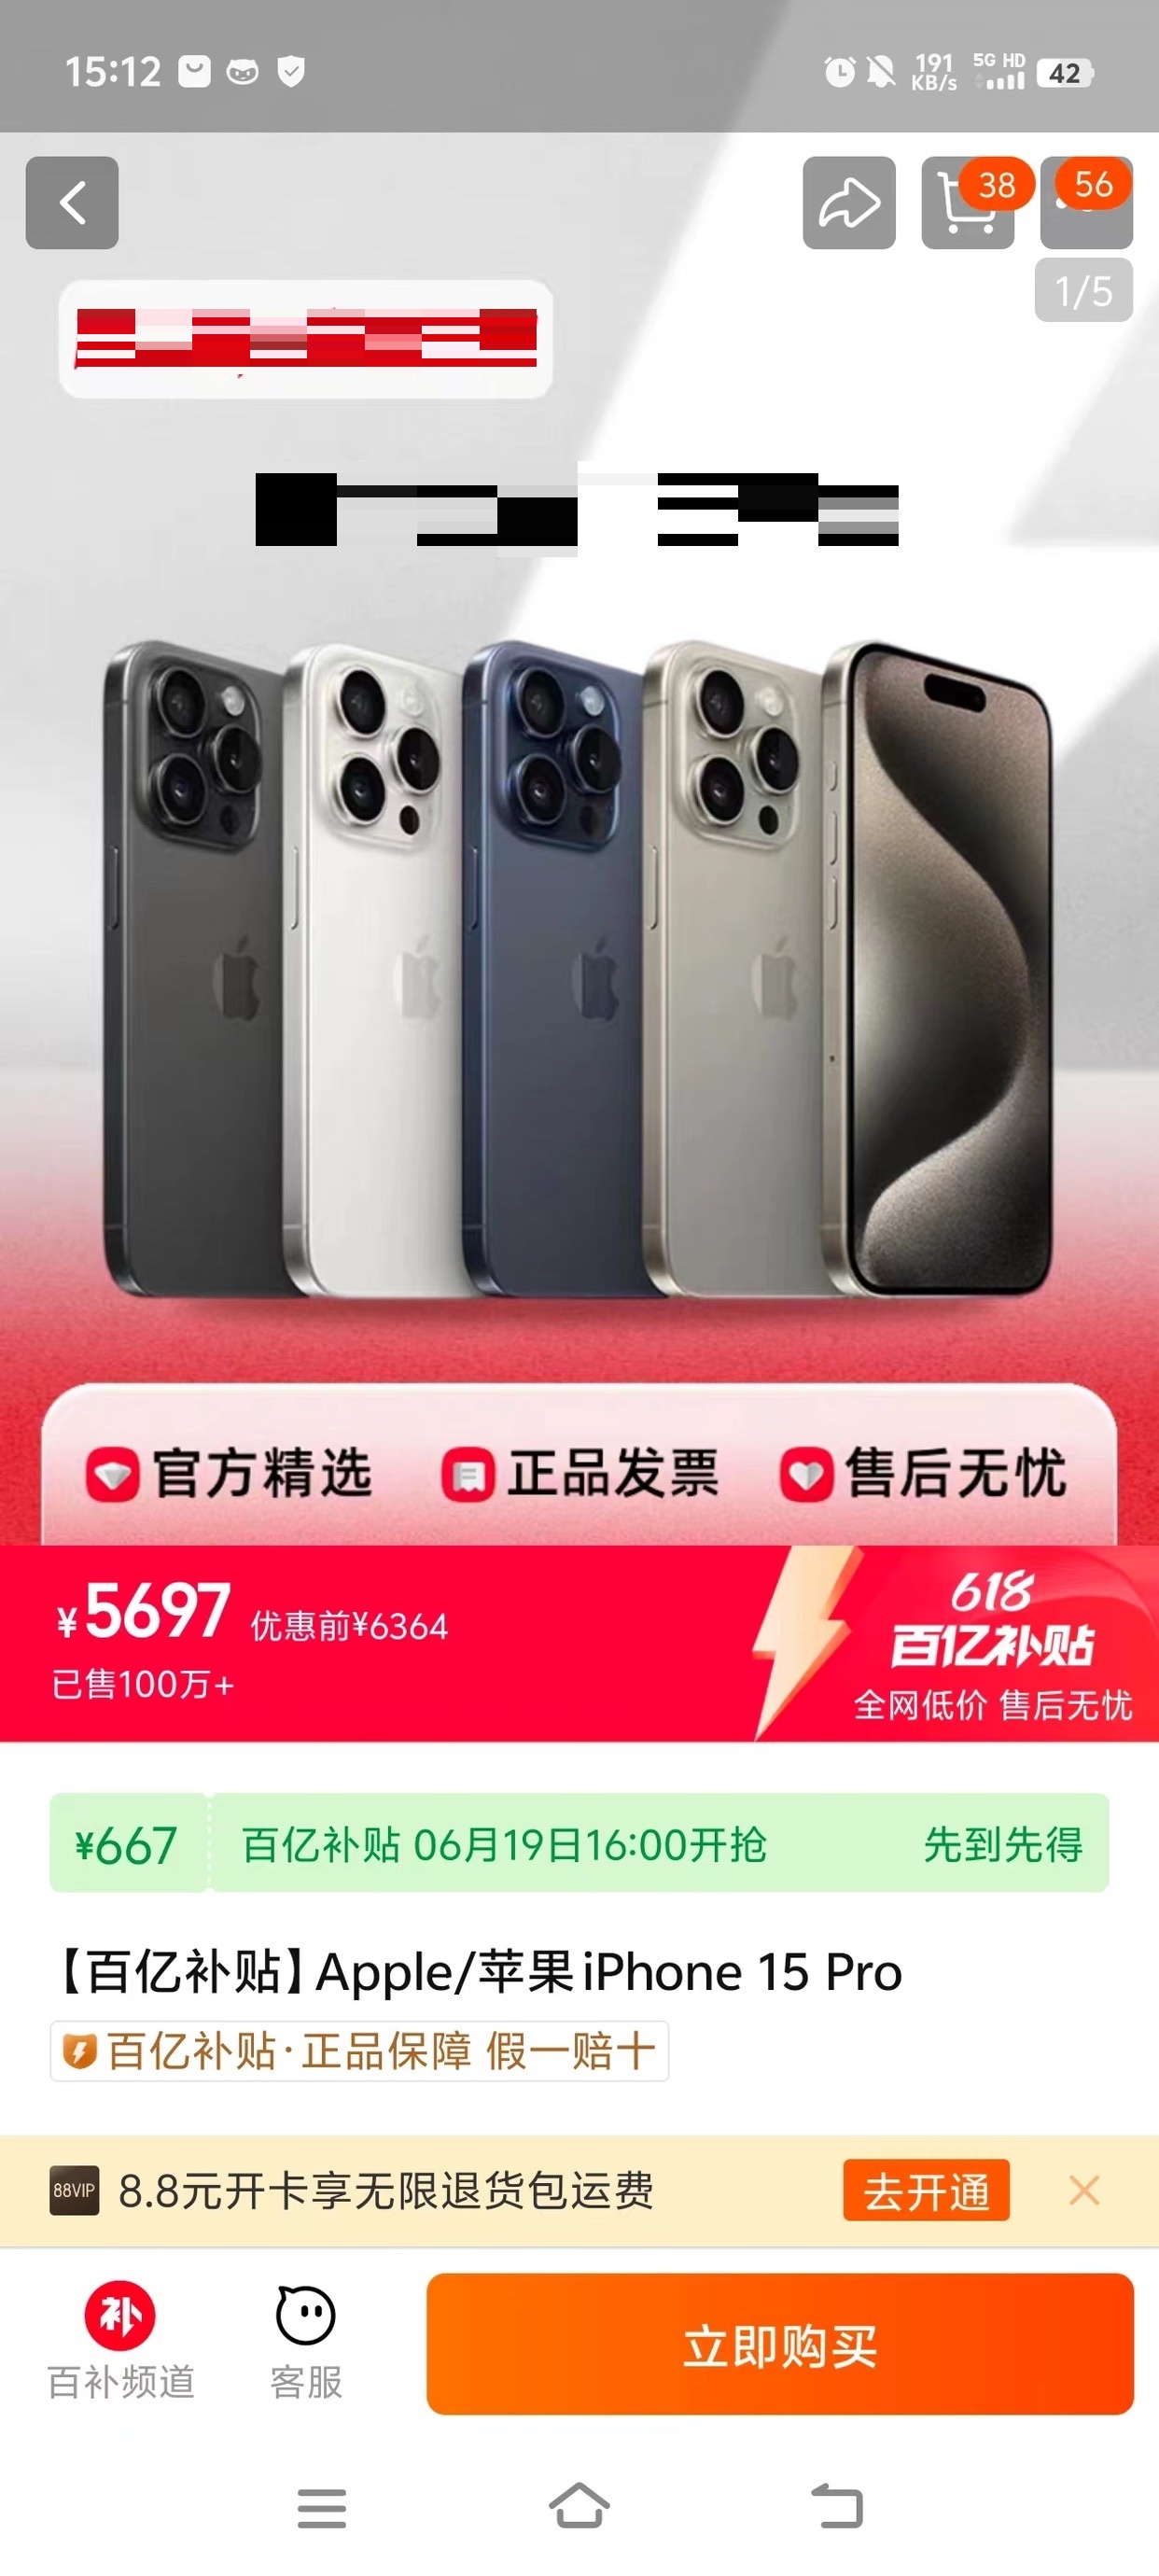 15:12
191 KB/s
5G HD
42
38
56
1/5
官方精选 正品发票 售后无忧
¥5697 优惠前¥6364
已售100万+
618
百亿补贴
全网低价 售后无忧
¥667 百亿补贴 06月19日16:00开抢 先到先得
【百亿补贴】Apple/苹果iPhone 15 Pro
百亿补贴·正品保障 假一赔十
88VIP 8.8元开卡享无限退货包运费 去开通
补
百补频道 客服 立即购买